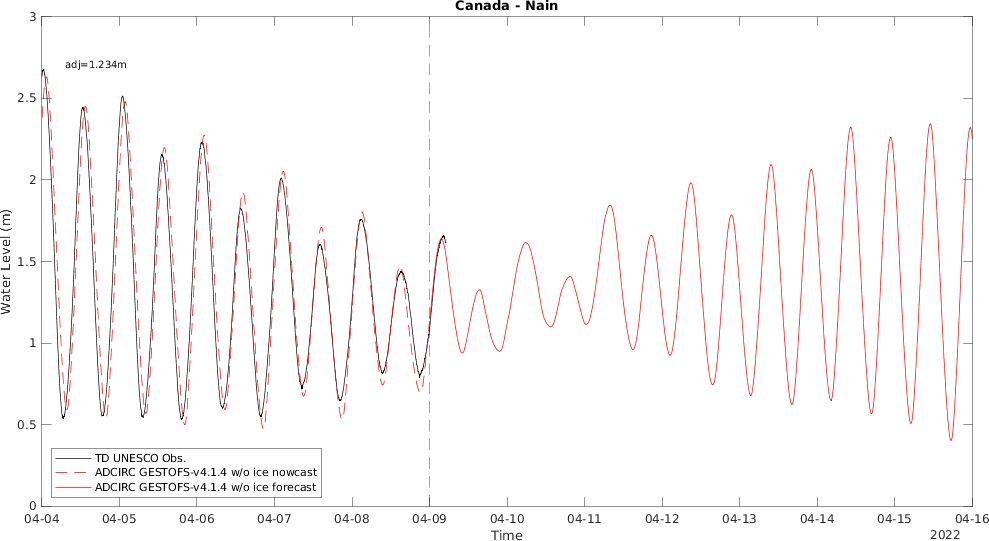 Canada - Nain
3
adj=1.234m
2.5
2
1.5
1
0.5
0
Water Level (m)
TD UNESCO Obs.
ADCIRC GESTOFS-v4.1.4 w/o ice nowcast
ADCIRC GESTOFS-v4.1.4 w/o ice forecast
04-04 04-05 04-06 04-07 04-08 04-09 04-10 04-11 04-12 04-13 04-14 04-15 04-16
Time
2022